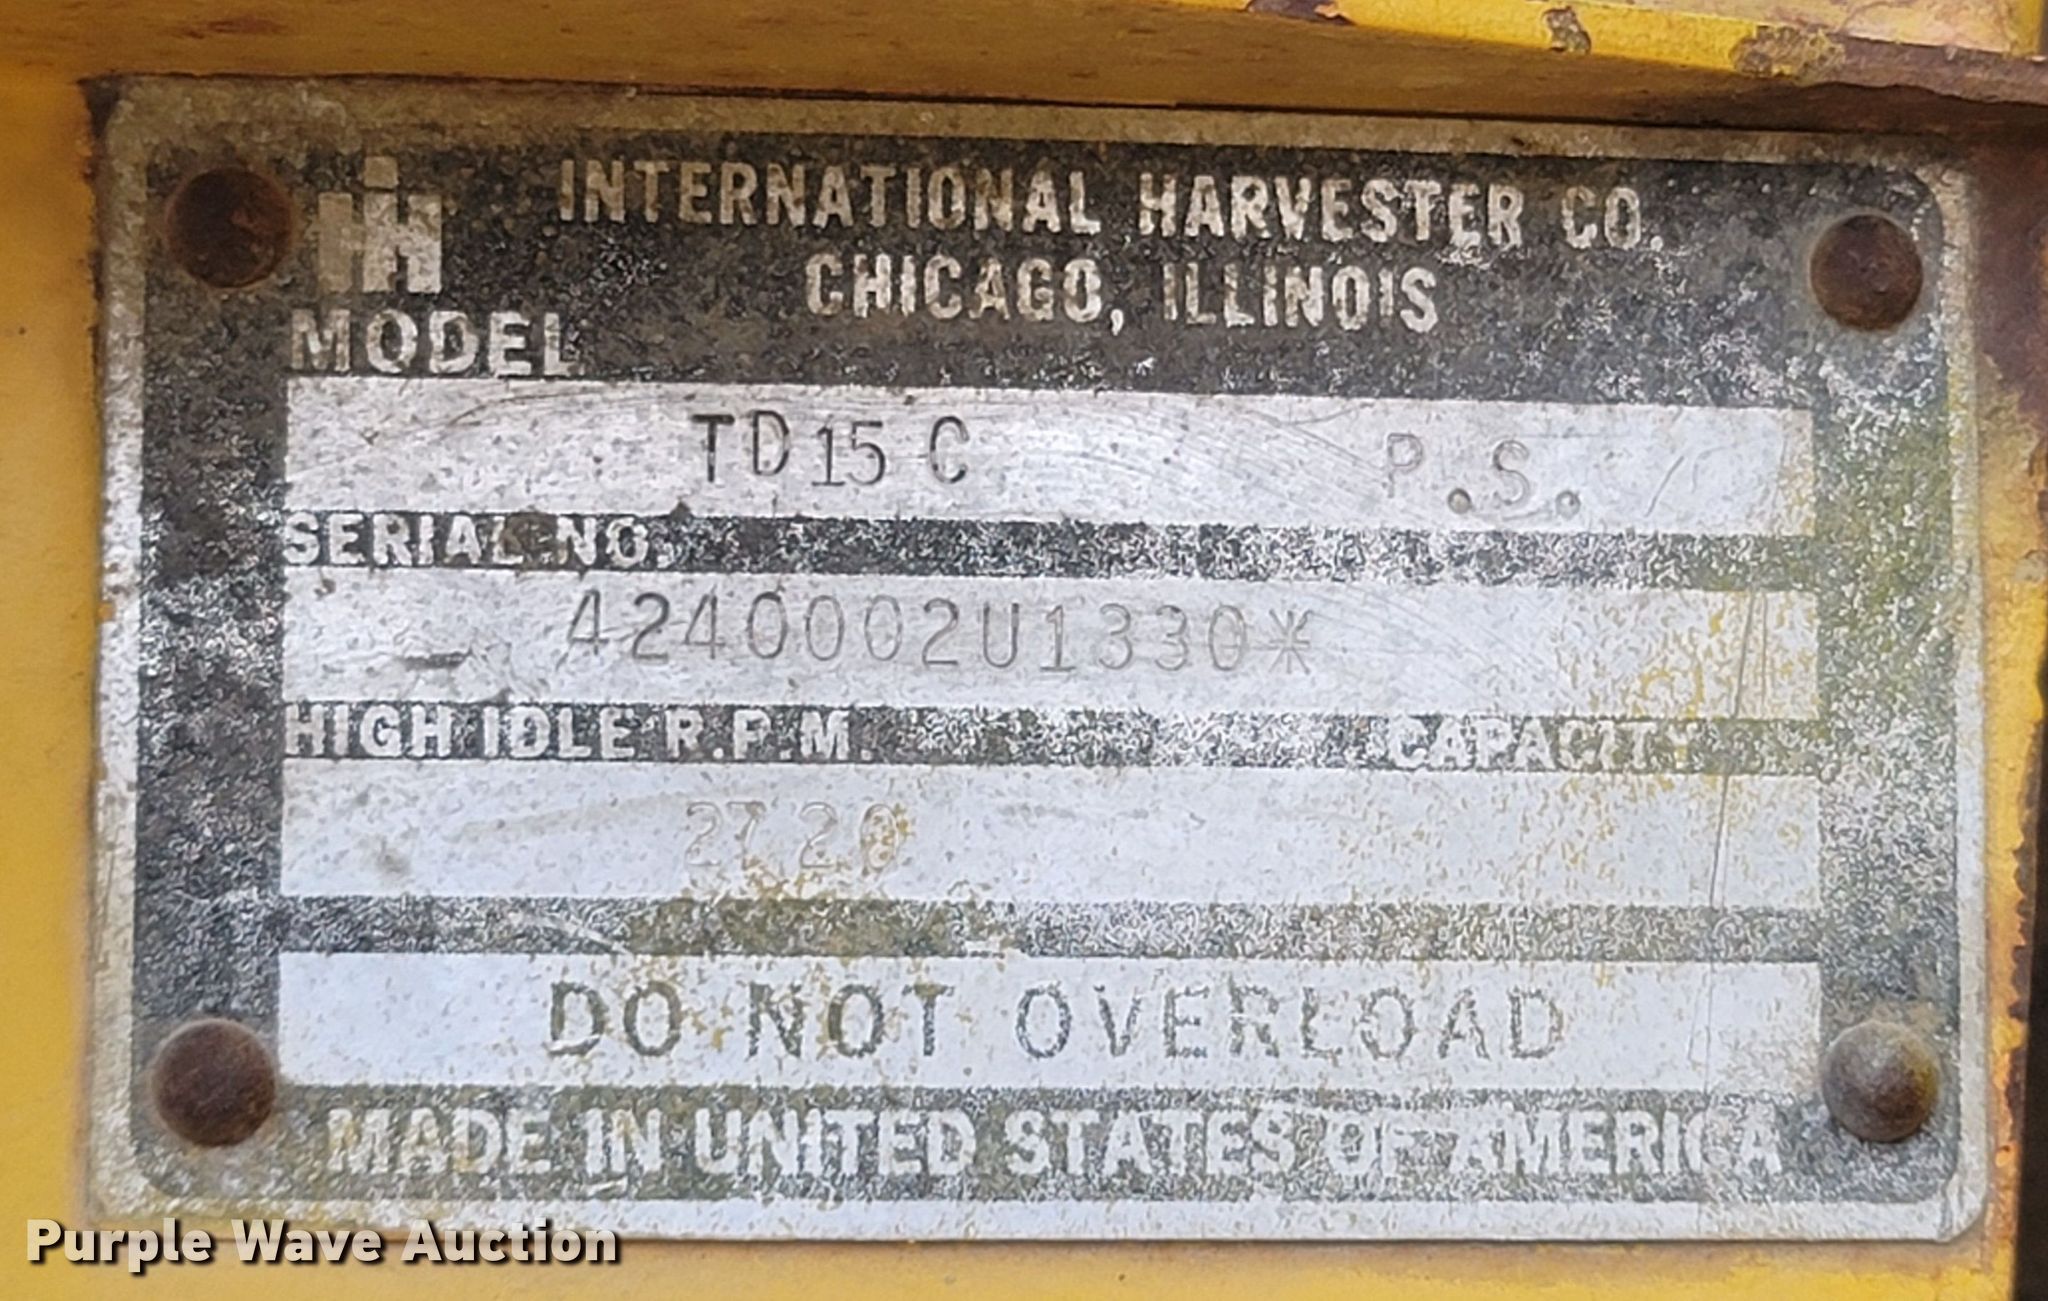 IH
INTERNATIONAL HARVESTER CO.
CHICAGO, ILLINOIS
MODEL
TD15 C P.S.
SERIAL NO.
4240002U1330*
HIGH IDLE R.P.M. CAPACITY
2720
DO NOT OVERLOAD
MADE IN UNITED STATES OF AMERICA
Purple Wave Auction